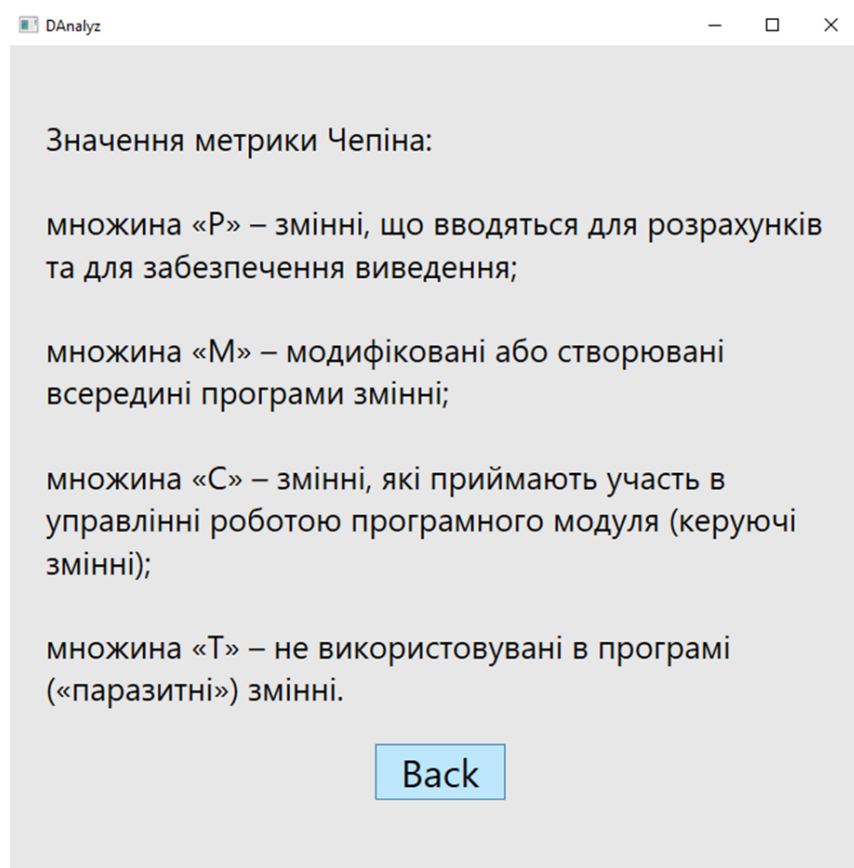 DAnalyz
Значення метрики Чепіна:
множина «Р» – змінні, що вводяться для розрахунків
та для забезпечення виведення;
множина «М» – модифіковані або створювані
всередині програми змінні;
множина «С» – змінні, які приймають участь в
управлінні роботою програмного модуля (керуючі
змінні);
множина «Т» – не використовувані в програмі
(«паразитні») змінні.
Back